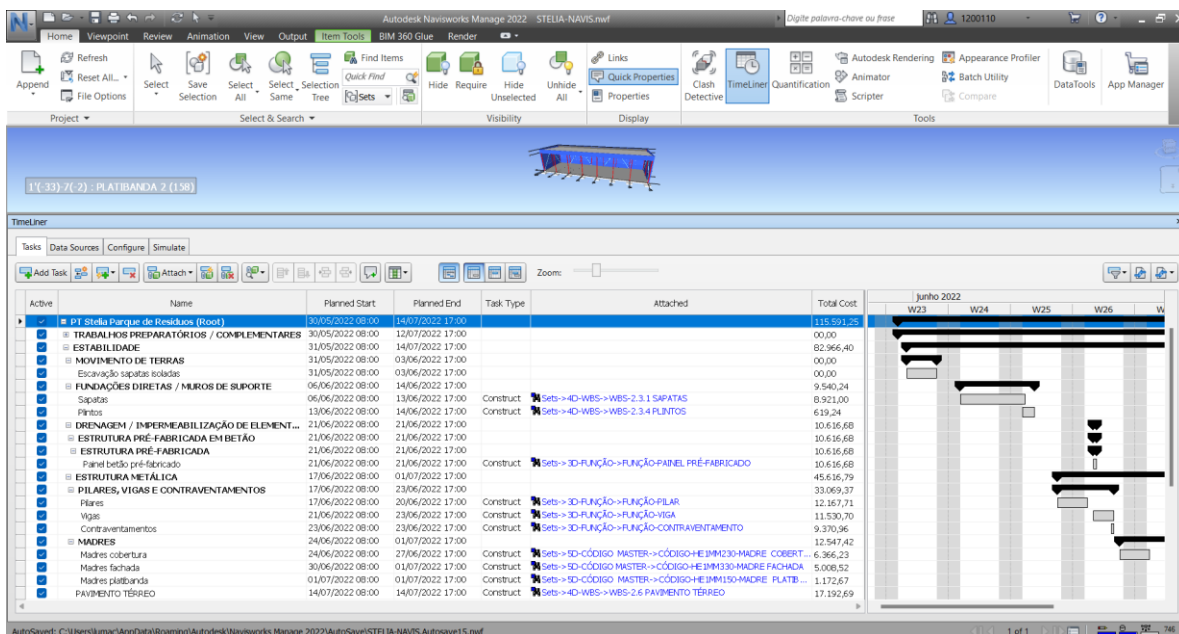 Autodesk Navisworks Manage 2022 STELIA-NAVIS.nwf
Digite palavra-chave ou frase
1200110
Home Viewpoint Review Animation View Output Item Tools BIM 360 Glue Render
Append
Refresh
Reset All...
File Options
Select
Save Selection
Select All
Select Same
Selection Tree
Find Items
Quick Find
Sets
Hide
Require
Hide Unselected
Unhide All
Links
Quick Properties
Properties
Clash Detective
TimeLiner
Quantification
Autodesk Rendering
Animator
Scripter
Appearance Profiler
Batch Utility
Compare
DataTools
App Manager
Project
Select & Search
Visibility
Display
Tools
1'(-33)-7(-2) : PLATIBANDA 2 (158)
TimeLiner
Tasks Data Sources Configure Simulate
Add Task Attach Zoom:
Active Name Planned Start Planned End Task Type Attached Total Cost
junho 2022
W23 W24 W25 W26 W
PT Stelia Parque de Resíduos (Root) 30/05/2022 08:00 14/07/2022 17:00 115.591,25
TRABALHOS PREPARATÓRIOS / COMPLEMENTARES 30/05/2022 08:00 12/07/2022 17:00 00,00
ESTABILIDADE 31/05/2022 08:00 14/07/2022 17:00 82.966,40
MOVIMENTO DE TERRAS 31/05/2022 08:00 03/06/2022 17:00 00,00
Escavação sapatas isoladas 31/05/2022 08:00 03/06/2022 17:00 00,00
FUNDAÇÕES DIRETAS / MUROS DE SUPORTE 06/06/2022 08:00 14/06/2022 17:00 9.540,24
Sapatas 06/06/2022 08:00 13/06/2022 17:00 Construct Sets->4D-WBS->WBS-2.3.1 SAPATAS 8.921,00
Plintos 13/06/2022 08:00 14/06/2022 17:00 Construct Sets->4D-WBS->WBS-2.3.4 PLINTOS 619,24
DRENAGEM / IMPERMEABILIZAÇÃO DE ELEMENT... 21/06/2022 08:00 21/06/2022 17:00 10.616,68
ESTRUTURA PRÉ-FABRICADA EM BETÃO 21/06/2022 08:00 21/06/2022 17:00 10.616,68
ESTRUTURA PRÉ-FABRICADA 21/06/2022 08:00 21/06/2022 17:00 10.616,68
Painel betão pré-fabricado 21/06/2022 08:00 21/06/2022 17:00 Construct Sets->3D-FUNÇÃO->FUNÇÃO-PAINEL PRÉ-FABRICADO 10.616,68
ESTRUTURA METÁLICA 17/06/2022 08:00 01/07/2022 17:00 45.616,79
PILARES, VIGAS E CONTRAVENTAMENTOS 17/06/2022 08:00 23/06/2022 17:00 33.069,37
Pilares 17/06/2022 08:00 20/06/2022 17:00 Construct Sets->3D-FUNÇÃO->FUNÇÃO-PILAR 12.167,71
Vigas 21/06/2022 08:00 23/06/2022 17:00 Construct Sets->3D-FUNÇÃO->FUNÇÃO-VIGA 11.530,70
Contraventamentos 23/06/2022 08:00 23/06/2022 17:00 Construct Sets->3D-FUNÇÃO->FUNÇÃO-CONTRAVENTAMENTO 9.370,96
MADRES 24/06/2022 08:00 01/07/2022 17:00 12.547,42
Madres cobertura 24/06/2022 08:00 27/06/2022 17:00 Construct Sets->5D-CÓDIGO MASTER->CÓDIGO-HE1MM230-MADRE COBERT... 6.366,23
Madres fachada 30/06/2022 08:00 01/07/2022 17:00 Construct Sets->5D-CÓDIGO MASTER->CÓDIGO-HE1MM330-MADRE FACHADA 5.008,52
Madres platibanda 01/07/2022 08:00 01/07/2022 17:00 Construct Sets->5D-CÓDIGO MASTER->CÓDIGO-HE1MM150-MADRE PLATIB... 1.172,67
PAVIMENTO TÉRREO 14/07/2022 08:00 14/07/2022 17:00 Construct Sets->4D-WBS->WBS-2.6 PAVIMENTO TÉRREO 17.192,69
AutoSaved: C:\Users\lumac\AppData\Roaming\Autodesk\Navisworks Manage 2022\AutoSave\STELIA-NAVIS.Autosave15.nwf
1 of 1
746